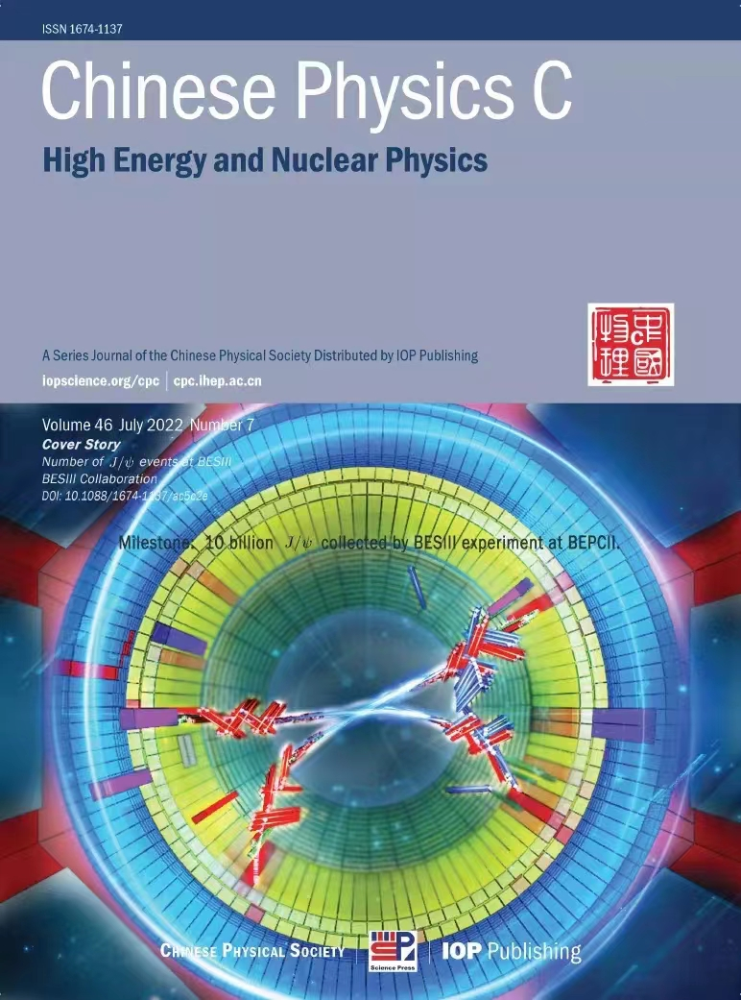 ISSN 1674-1137
Chinese Physics C
High Energy and Nuclear Physics
中國物理
C
A Series Journal of the Chinese Physical Society Distributed by IOP Publishing
iopscience.org/cpc | cpc.ihep.ac.cn
Volume 46 July 2022 Number 7
Cover Story
Number of J/ψ events at BESIII
BESIII Collaboration
DOI: 10.1088/1674-1137/ac5c2e
Milestone: 10 billion J/ψ collected by BESIII experiment at BEPCII.
CHINESE PHYSICAL SOCIETY
Science Press
IOP Publishing